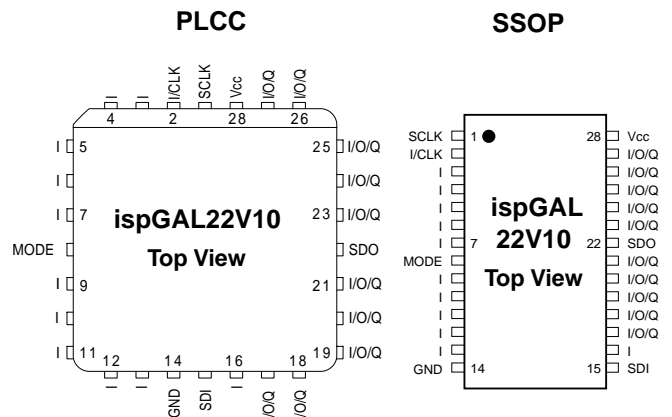 PLCC
I I I/CLK SCLK Vcc I/O/Q I/O/Q
4 2 28 26
I 5 25 I/O/Q
I I/O/Q
I 7 23 I/O/Q
ispGAL22V10
MODE SDO
Top View
I 9 21 I/O/Q
I I/O/Q
I 11 19 I/O/Q
12 14 16 18
I I GND SDI I I/O/Q I/O/Q
SSOP
SCLK 1 28 Vcc
I/CLK I/O/Q
I I/O/Q
I I/O/Q
I I/O/Q
I I/O/Q
I 7 22 SDO
ispGAL
22V10
Top View
MODE I/O/Q
I I/O/Q
I I/O/Q
I I/O/Q
I I/O/Q
I I
GND 14 15 SDI